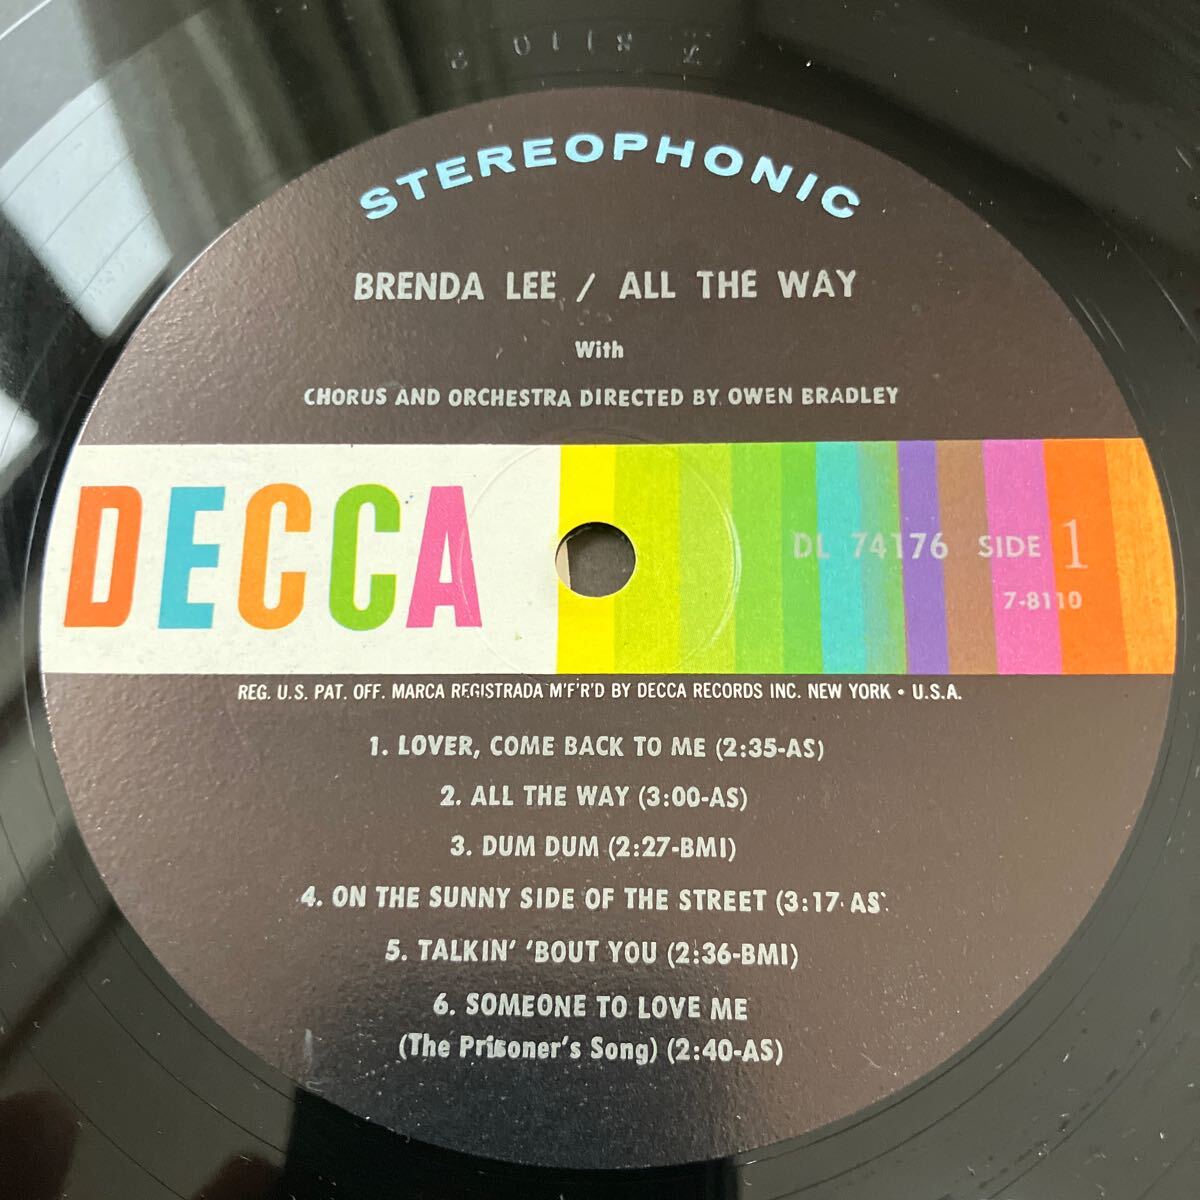 STEREOPHONIC
BRENDA LEE / ALL THE WAY
With
CHORUS AND ORCHESTRA DIRECTED BY OWEN BRADLEY
DECCA
DL 74176 SIDE 1
7-8110
REG. U.S. PAT. OFF. MARCA REGISTRADA M'F'R'D BY DECCA RECORDS INC. NEW YORK • U.S.A.
1. LOVER, COME BACK TO ME (2:35-AS)
2. ALL THE WAY (3:00-AS)
3. DUM DUM (2:27-BMI)
4. ON THE SUNNY SIDE OF THE STREET (3:17-AS)
5. TALKIN' 'BOUT YOU (2:36-BMI)
6. SOMEONE TO LOVE ME
(The Prisoner's Song) (2:40-AS)